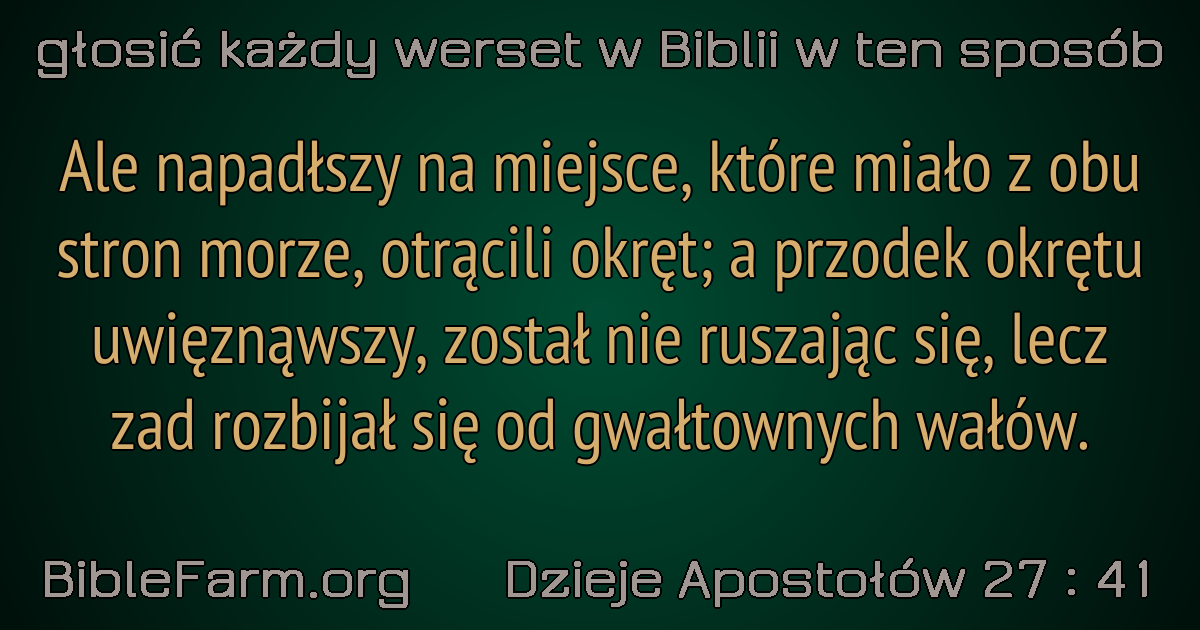 głosić każdy werset w Biblii w ten sposób
Ale napadłszy na miejsce, które miało z obu
stron morze, otrącili okręt; a przodek okrętu
uwięznąwszy, został nie ruszając się, lecz
zad rozbijał się od gwałtownych wałów.
BibleFarm.org
Dzieje Apostołów 27 : 41